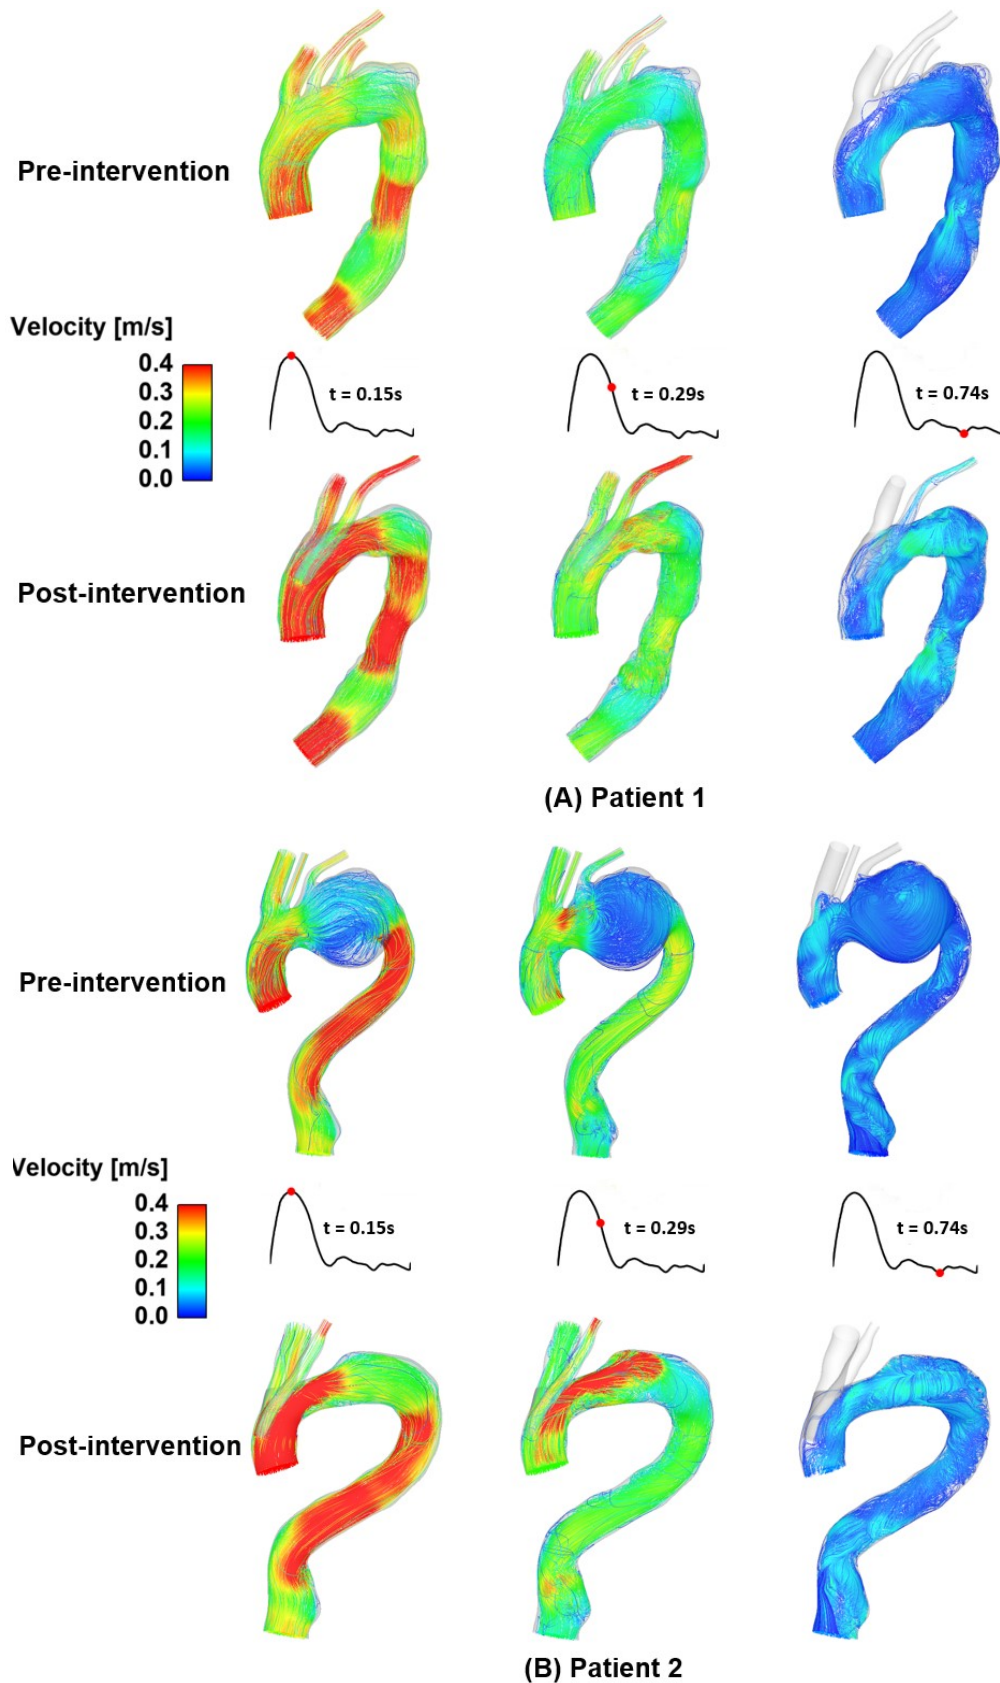 Pre-intervention
Velocity [m/s]
0.4
0.3
0.2
0.1
0.0
t = 0.15s
t = 0.29s
t = 0.74s
Post-intervention
(A) Patient 1
Pre-intervention
Velocity [m/s]
0.4
0.3
0.2
0.1
0.0
t = 0.15s
t = 0.29s
t = 0.74s
Post-intervention
(B) Patient 2